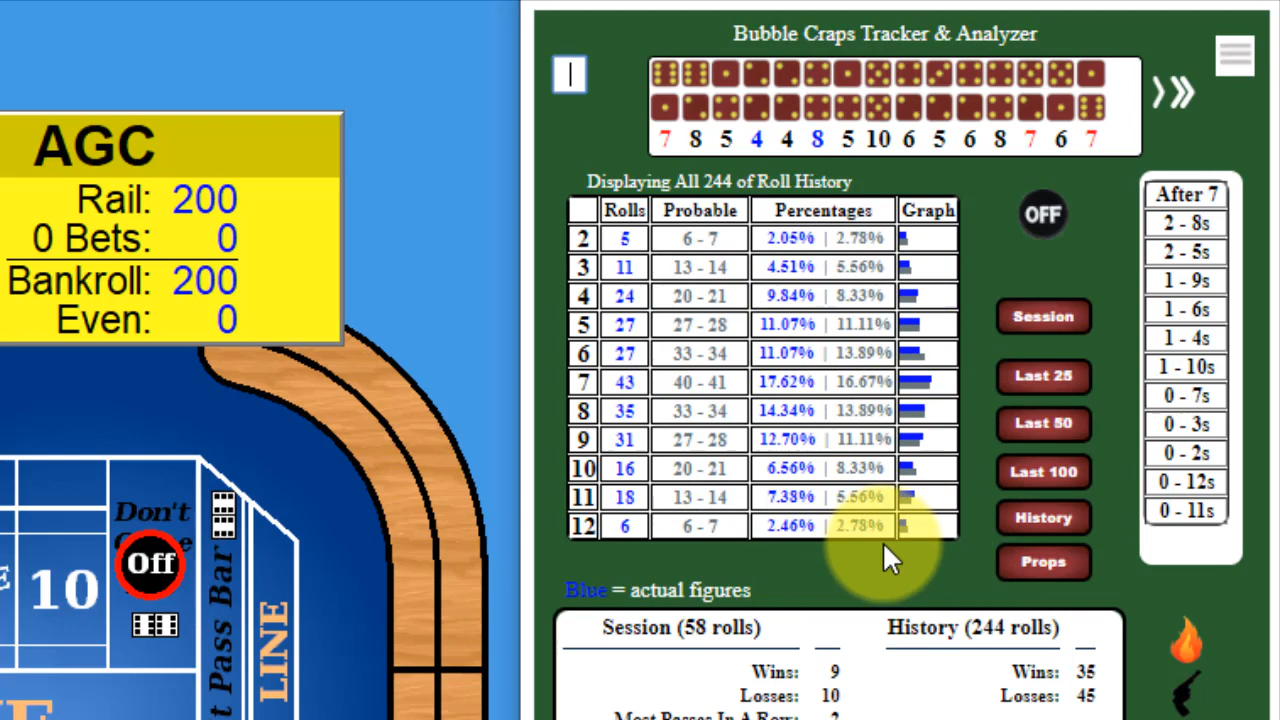 AGC
Rail: 200
0 Bets: 0
Bankroll: 200
Even: 0
10
Don't
Off
t Pass Bar
LINE
Bubble Craps Tracker & Analyzer
7 8 5 4 4 8 5 10 6 5 6 8 7 6 7
Displaying All 244 of Roll History
Rolls Probable Percentages Graph
2 5 6 - 7 2.05% | 2.78%
3 11 13 - 14 4.51% | 5.56%
4 24 20 - 21 9.84% | 8.33%
5 27 27 - 28 11.07% | 11.11%
6 27 33 - 34 11.07% | 13.89%
7 43 40 - 41 17.62% | 16.67%
8 35 33 - 34 14.34% | 13.89%
9 31 27 - 28 12.70% | 11.11%
10 16 20 - 21 6.56% | 8.33%
11 18 13 - 14 7.38% | 5.56%
12 6 6 - 7 2.46% | 2.78%
Blue = actual figures
OFF
Session
Last 25
Last 50
Last 100
History
Props
After 7
2 - 8s
2 - 5s
1 - 9s
1 - 6s
1 - 4s
1 - 10s
0 - 7s
0 - 3s
0 - 2s
0 - 12s
0 - 11s
Session (58 rolls)
Wins: 9
Losses: 10
Most Passes In A Row: 2
History (244 rolls)
Wins: 35
Losses: 45